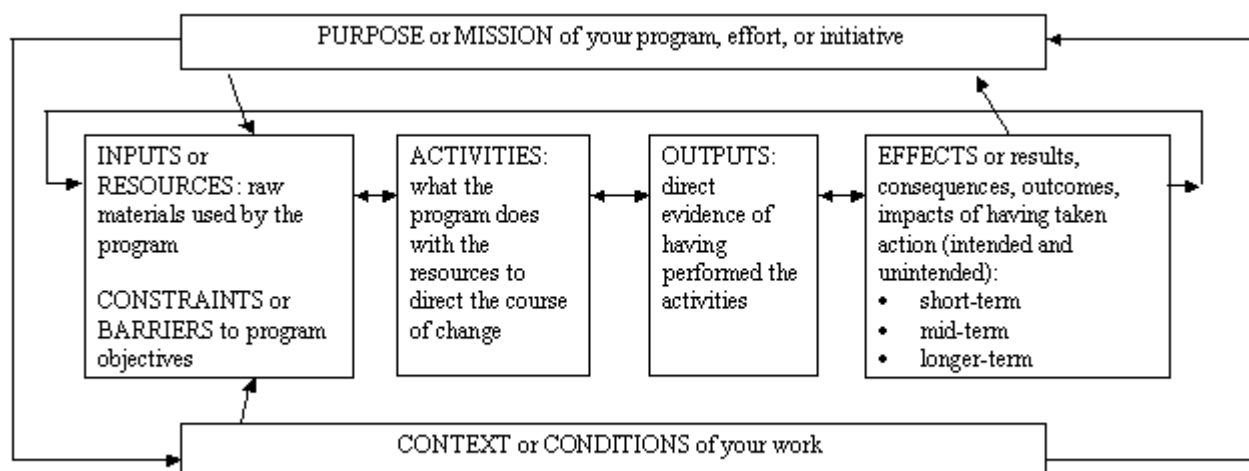 PURPOSE or MISSION of your program, effort, or initiative
INPUTS or
RESOURCES: raw
materials used by the
program
CONSTRAINTS or
BARRIERS to program
objectives
ACTIVITIES:
what the
program does
with the
resources to
direct the course
of change
OUTPUTS:
direct
evidence of
having
performed the
activities
EFFECTS or results,
consequences, outcomes,
impacts of having taken
action (intended and
unintended):
• short-term
• mid-term
• longer-term
CONTEXT or CONDITIONS of your work